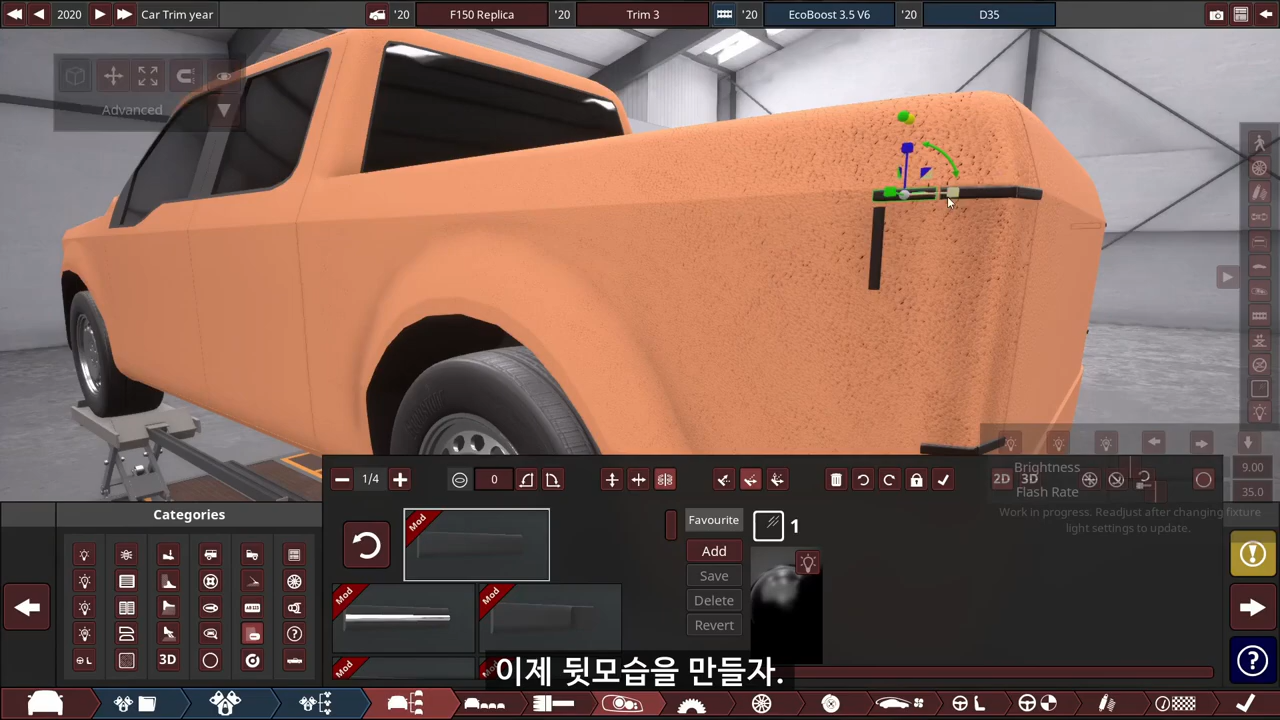 2020
Car Trim year
'20
F150 Replica
'20
Trim 3
'20
EcoBoost 3.5 V6
'20
D35
Advanced
1/4
0
2D
3D
Brightness
9.00
Flash Rate
35.0
Work in progress. Readjust after changing fixture
light settings to update.
Categories
3D
Mod
Mod
Mod
Mod
Favourite
1
Add
Save
Delete
Revert
이제 뒷모습을 만들자.